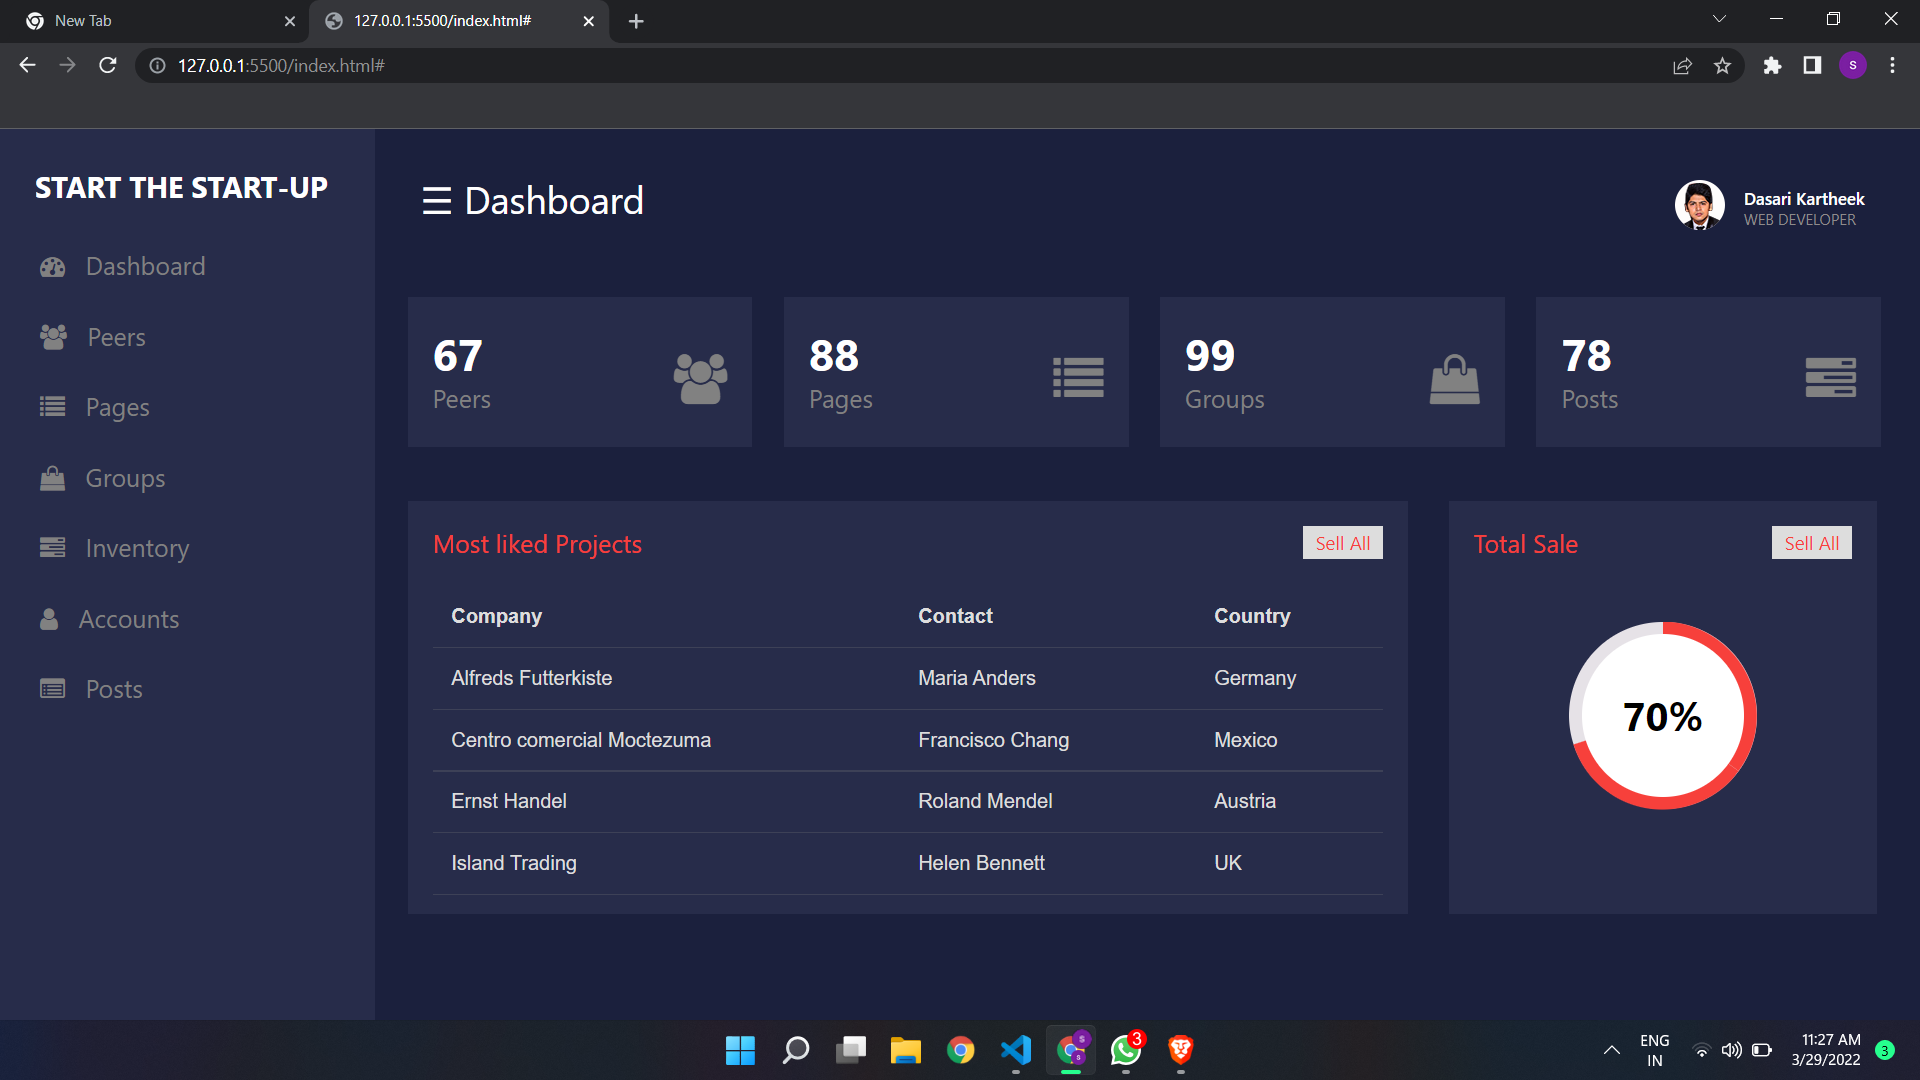 New Tab
127.0.0.1:5500/index.html#
127.0.0.1:5500/index.html#
S
START THE START-UP
Dashboard
Peers
Pages
Groups
Inventory
Accounts
Posts
☰ Dashboard
Dasari Kartheek
WEB DEVELOPER
67
Peers
88
Pages
99
Groups
78
Posts
Most liked Projects
Sell All
Company Contact Country
Alfreds Futterkiste Maria Anders Germany
Centro comercial Moctezuma Francisco Chang Mexico
Ernst Handel Roland Mendel Austria
Island Trading Helen Bennett UK
Total Sale
Sell All
70%
S
S
3
ENG
IN
11:27 AM
3/29/2022
3